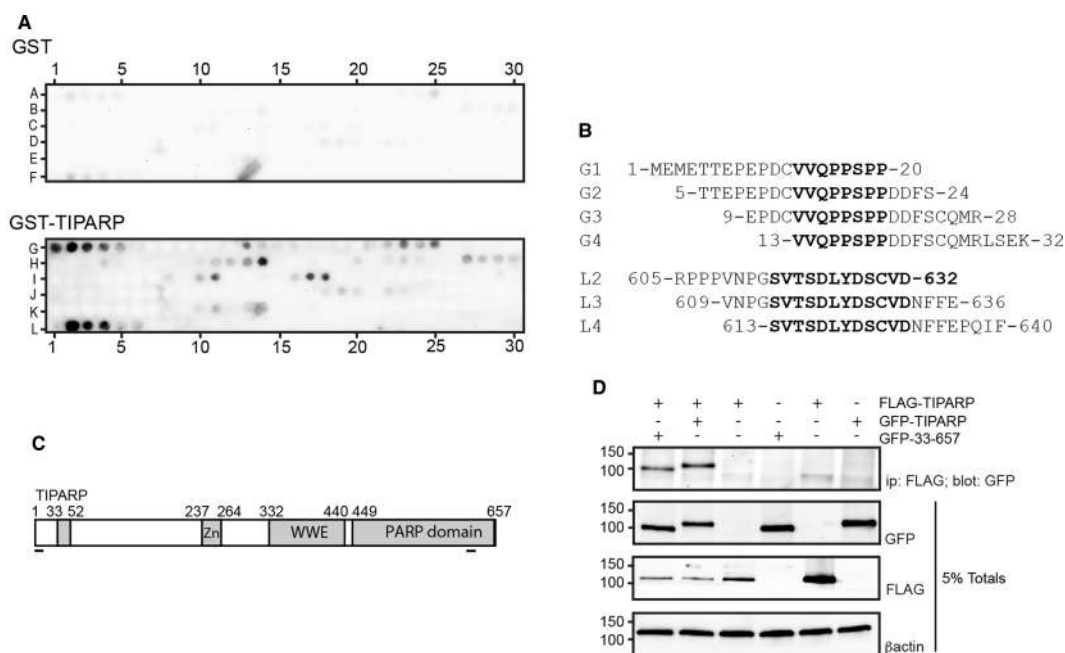 A
GST
1 5 10 15 20 25 30
A
B
C
D
E
F
GST-TIPARP
G
H
I
J
K
L
1 5 10 15 20 25 30
B
G1 1-MEMETTEPEPDCVVQPPSPP-20
G2 5-TTEPEPDCVVQPPSPPDDFS-24
G3 9-EPDCVVQPPSPPDDFSCQMR-28
G4 13-VVQPPSPPDDFSCQMRLSEK-32
L2 605-RPPPVNPGSVTSDLYDSCVD-632
L3 609-VNPGSVTSDLYDSCVDNFFE-636
L4 613-SVTSDLYDSCVDNFFEPQIF-640
C
TIPARP
1 33 52 237 264 332 440 449 657
Zn WWE PARP domain
D
+ + + - + - FLAG-TIPARP
- + - - - + GFP-TIPARP
+ - - + - - GFP-33-657
150
100
ip: FLAG; blot: GFP
150
100
GFP
150
100
FLAG
5% Totals
150
100
βactin